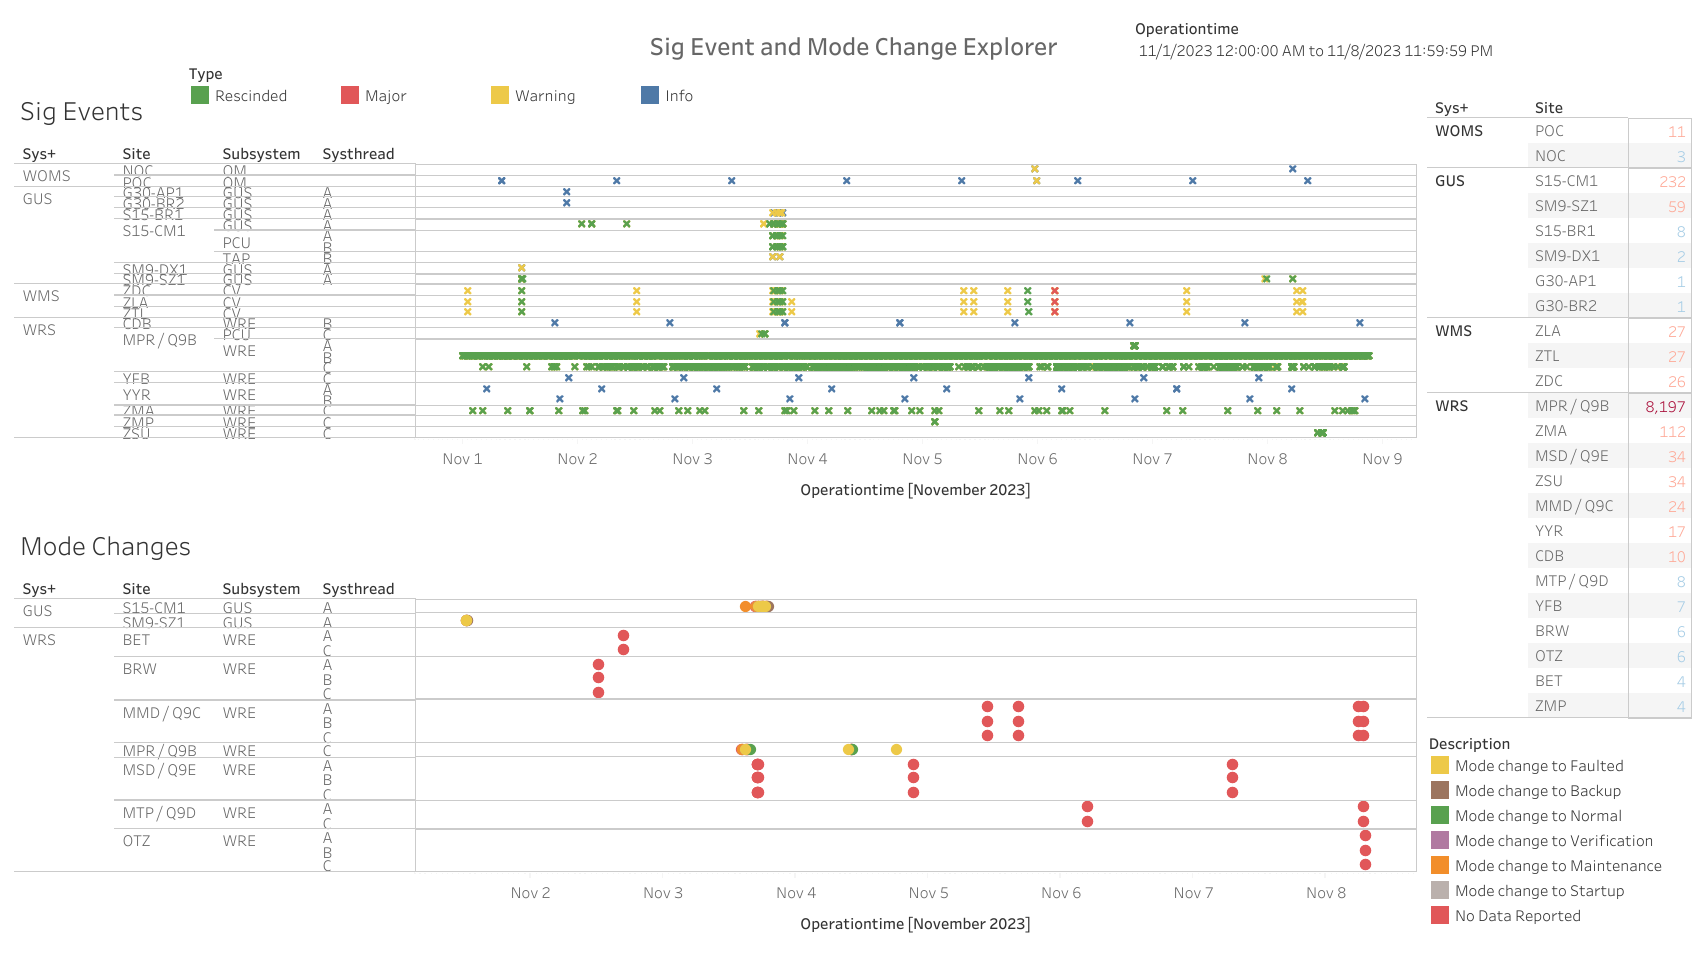 Sig Event and Mode Change Explorer
Operationtime
11/1/2023 12:00:00 AM to 11/8/2023 11:59:59 PM
Type
Rescinded Major Warning Info
Sig Events
Sys+ Site Subsystem Systhread
WOMS NOC OM
POC OM
GUS G30-AP1 GUS A
G30-BR2 GUS A
S15-BR1 GUS A
S15-CM1 GUS A
PCU A
B
TAP B
SM9-DX1 GUS A
SM9-SZ1 GUS A
WMS ZDC CV
ZLA CV
ZTL CV
WRS CDB WRE B
MPR / Q9B PCU C
WRE A
B
C
YFB WRE C
YYR WRE A
B
ZMA WRE C
ZMP WRE C
ZSU WRE C
Nov 1 Nov 2 Nov 3 Nov 4 Nov 5 Nov 6 Nov 7 Nov 8 Nov 9
Operationtime [November 2023]
Mode Changes
Sys+ Site Subsystem Systhread
GUS S15-CM1 GUS A
SM9-SZ1 GUS A
WRS BET WRE A
C
BRW WRE A
B
C
MMD / Q9C WRE A
B
C
MPR / Q9B WRE C
MSD / Q9E WRE A
B
C
MTP / Q9D WRE A
C
OTZ WRE A
B
C
Nov 2 Nov 3 Nov 4 Nov 5 Nov 6 Nov 7 Nov 8
Operationtime [November 2023]
Sys+ Site
WOMS POC 11
NOC 3
GUS S15-CM1 232
SM9-SZ1 59
S15-BR1 8
SM9-DX1 2
G30-AP1 1
G30-BR2 1
WMS ZLA 27
ZTL 27
ZDC 26
WRS MPR / Q9B 8,197
ZMA 112
MSD / Q9E 34
ZSU 34
MMD / Q9C 24
YYR 17
CDB 10
MTP / Q9D 8
YFB 7
BRW 6
OTZ 6
BET 4
ZMP 4
Description
Mode change to Faulted
Mode change to Backup
Mode change to Normal
Mode change to Verification
Mode change to Maintenance
Mode change to Startup
No Data Reported